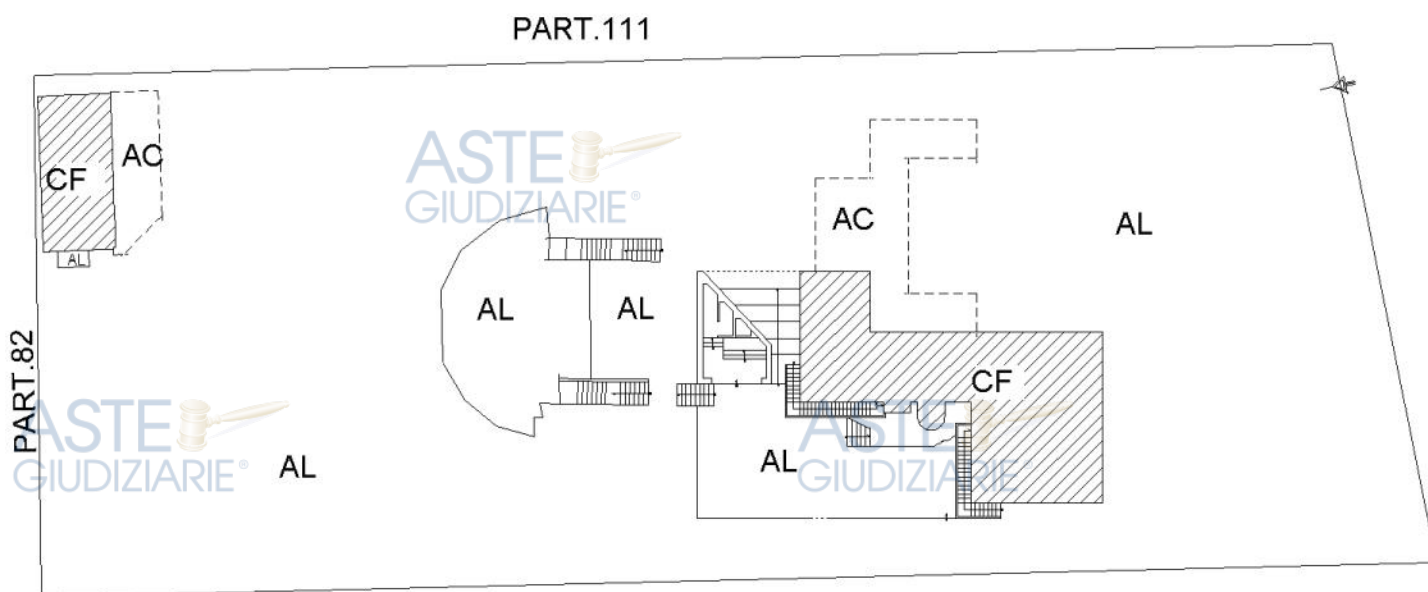 PART.111
AC
CF
AL
ASTE
GIUDIZIARIE®
AC
AL
AL
AL
PART.82
CF
ASTE
GIUDIZIARIE®
AL
AL
ASTE
GIUDIZIARIE®